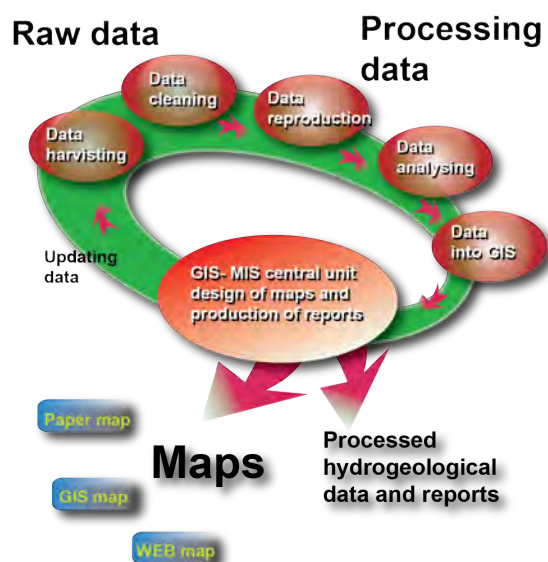 Raw data
Processing
data
Data
cleaning
Data
reproduction
Data
harvisting
Data
analysing
Data
into GIS
Updating
data
GIS- MIS central unit
design of maps and
production of reports
Paper map
Maps
Processed
hydrogeological
data and reports
GIS map
WEB map